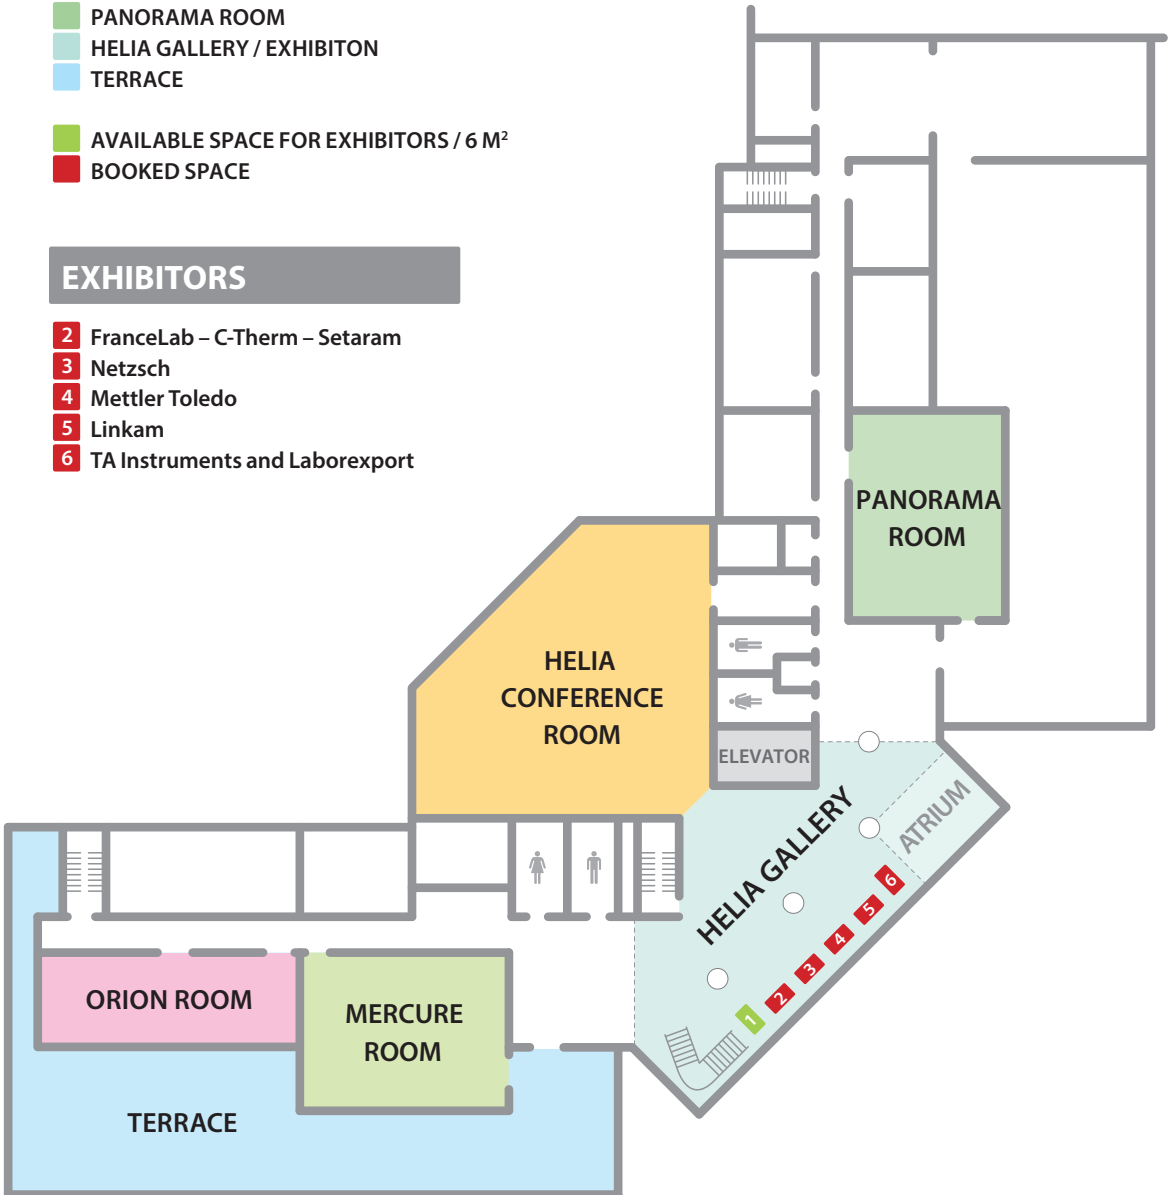 PANORAMA ROOM
HELIA GALLERY / EXHIBITON
TERRACE
AVAILABLE SPACE FOR EXHIBITORS / 6 M²
BOOKED SPACE
EXHIBITORS
2 FranceLab – C-Therm – Setaram
3 Netzsch
4 Mettler Toledo
5 Linkam
6 TA Instruments and Laborexport
PANORAMA
ROOM
HELIA
CONFERENCE
ROOM
ELEVATOR
ATRIUM
HELIA GALLERY
6
5
4
3
2
1
ORION ROOM
MERCURE
ROOM
TERRACE